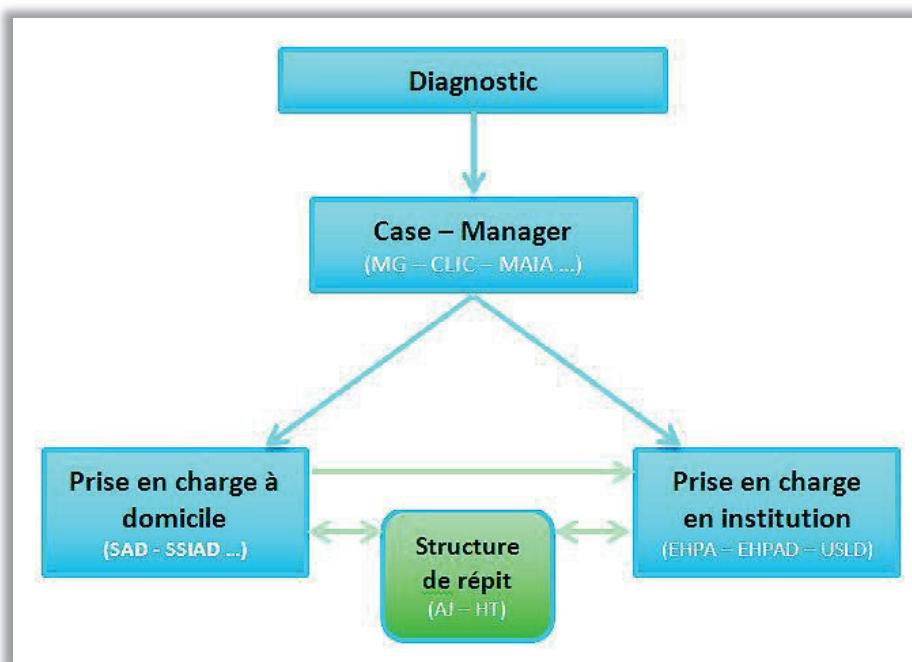 Diagnostic
Case – Manager
(MG – CLIC – MAIA ...)
Prise en charge à
domicile
(SAD - SSIAD ...)
Prise en charge
en institution
(EHPA – EHPAD – USLD)
Structure
de répit
(AJ – HT)